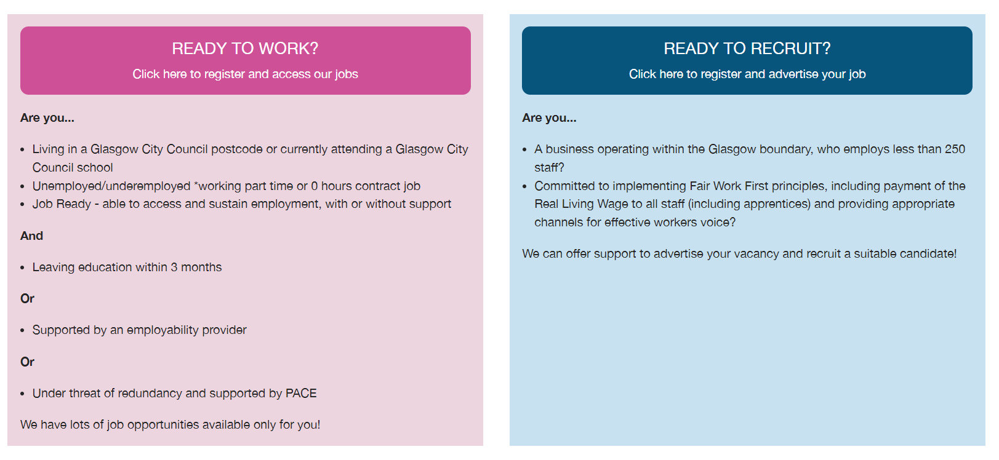 READY TO WORK?
Click here to register and access our jobs
Are you...
• Living in a Glasgow City Council postcode or currently attending a Glasgow City
Council school
• Unemployed/underemployed *working part time or 0 hours contract job
• Job Ready - able to access and sustain employment, with or without support
And
• Leaving education within 3 months
Or
• Supported by an employability provider
Or
• Under threat of redundancy and supported by PACE
We have lots of job opportunities available only for you!
READY TO RECRUIT?
Click here to register and advertise your job
Are you...
• A business operating within the Glasgow boundary, who employs less than 250
staff?
• Committed to implementing Fair Work First principles, including payment of the
Real Living Wage to all staff (including apprentices) and providing appropriate
channels for effective workers voice?
We can offer support to advertise your vacancy and recruit a suitable candidate!